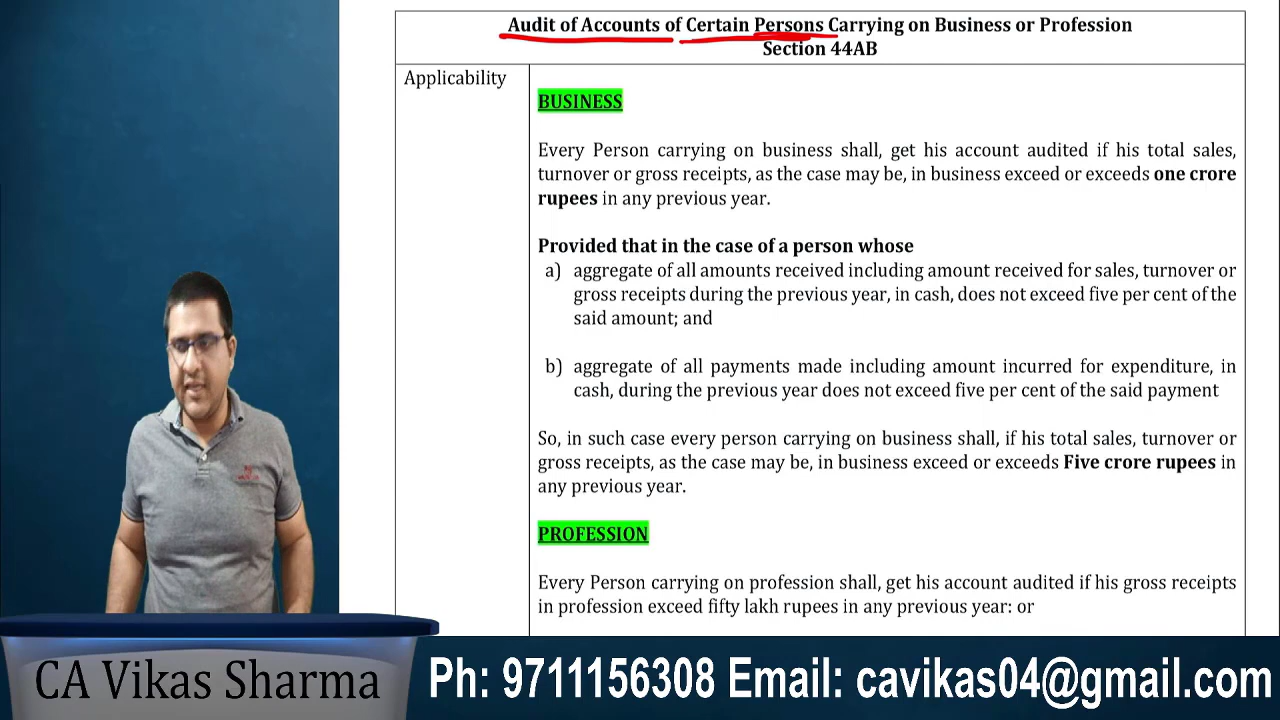 Audit of Accounts of Certain Persons Carrying on Business or Profession
Section 44AB
Applicability
BUSINESS
Every Person carrying on business shall, get his account audited if his total sales,
turnover or gross receipts, as the case may be, in business exceed or exceeds one crore
rupees in any previous year.
Provided that in the case of a person whose
a) aggregate of all amounts received including amount received for sales, turnover or
gross receipts during the previous year, in cash, does not exceed five per cent of the
said amount; and
b) aggregate of all payments made including amount incurred for expenditure, in
cash, during the previous year does not exceed five per cent of the said payment
So, in such case every person carrying on business shall, if his total sales, turnover or
gross receipts, as the case may be, in business exceed or exceeds Five crore rupees in
any previous year.
PROFESSION
Every Person carrying on profession shall, get his account audited if his gross receipts
in profession exceed fifty lakh rupees in any previous year: or
CA Vikas Sharma
Ph: 9711156308 Email: cavikas04@gmail.com